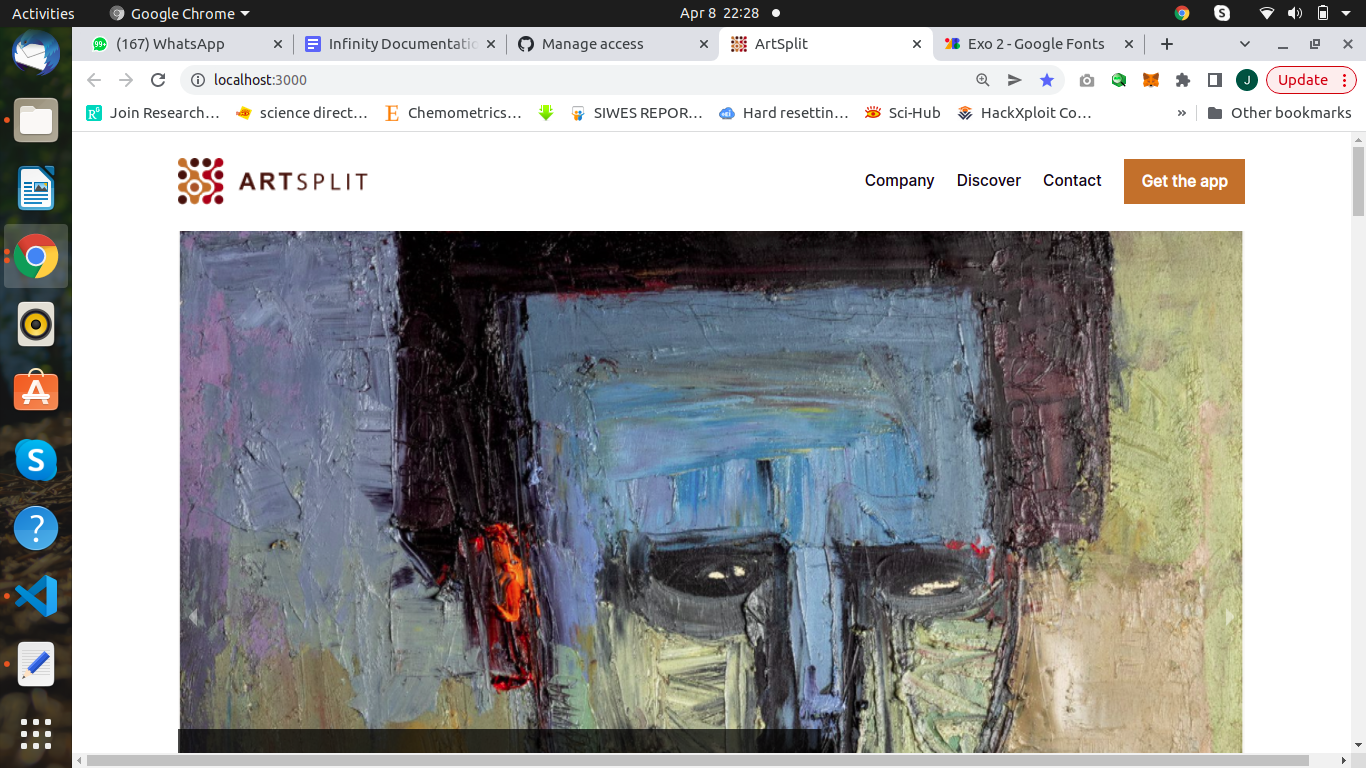 Activities Google Chrome Apr 8 22:28
99+ (167) WhatsApp Infinity Documentatio Manage access ArtSplit Exo 2 - Google Fonts
localhost:3000 J Update
Join Research… science direct… Chemometrics… SIWES REPOR… Hard resettin… Sci-Hub HackXploit Co… » Other bookmarks
ARTSPLIT Company Discover Contact Get the app